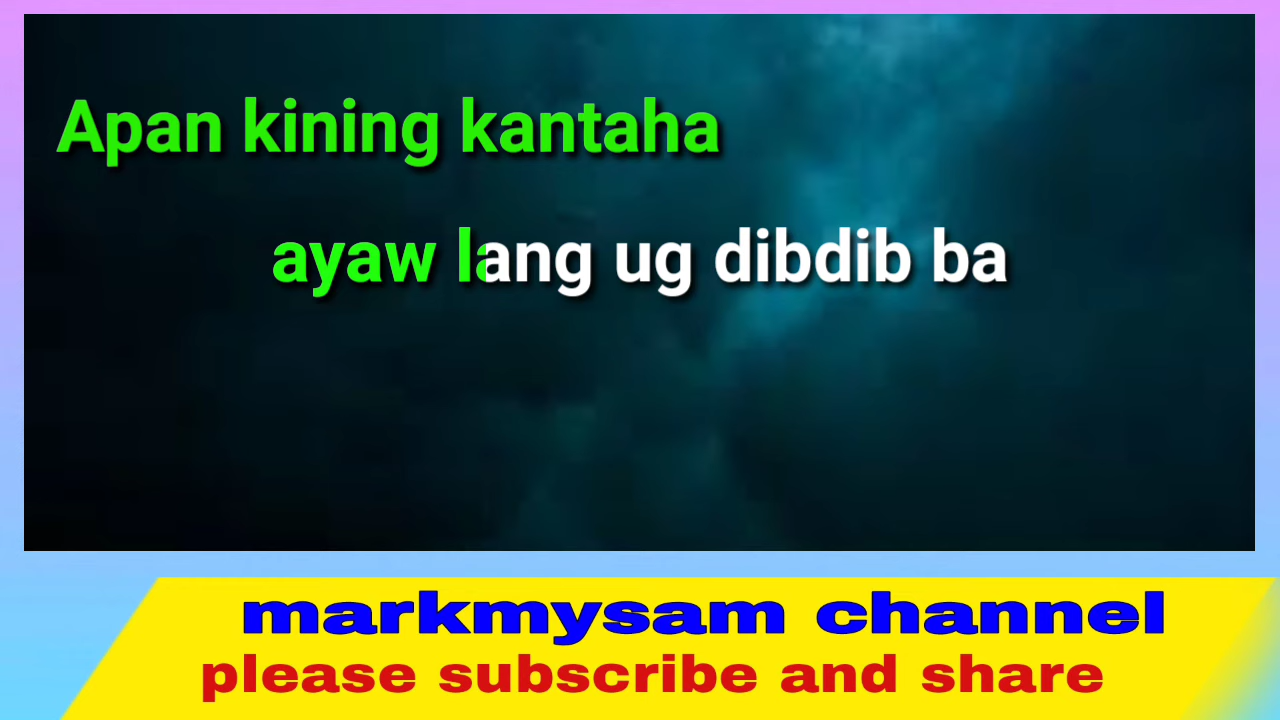 Apan kining kantaha
ayaw lang ug dibdib ba
markmysam channel
please subscribe and share